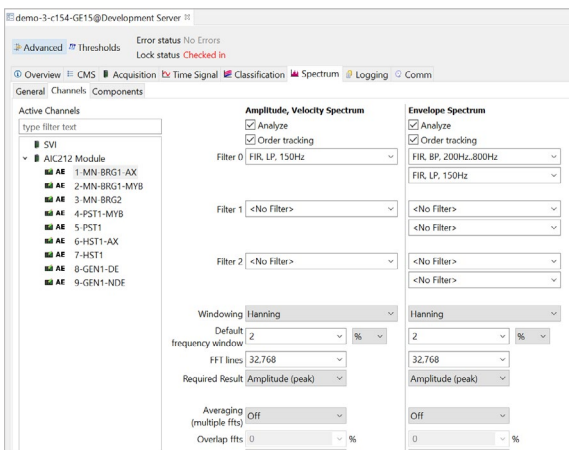 demo-3-c154-GE15@Development Server
Advanced Thresholds Error status No Errors
Lock status Checked in
Overview CMS Acquisition Time Signal Classification Spectrum Logging Comm
General Channels Components
Active Channels Amplitude, Velocity Spectrum Envelope Spectrum
type filter text Analyze Analyze
Order tracking Order tracking
SVI
Filter 0 FIR, LP, 150Hz FIR, BP, 200Hz..800Hz
AIC212 Module
FIR, LP, 150Hz
AE 1-MN-BRG1-AX
AE 2-MN-BRG1-MYB
AE 3-MN-BRG2
Filter 1 <No Filter> <No Filter>
AE 4-PST1-MYB
<No Filter>
AE 5-PST1
AE 6-HST1-AX
AE 7-HST1
Filter 2 <No Filter> <No Filter>
AE 8-GEN1-DE
<No Filter>
AE 9-GEN1-NDE
Windowing Hanning Hanning
Default frequency window 2 % 2 %
FFT lines 32,768 32,768
Required Result Amplitude (peak) Amplitude (peak)
Averaging (multiple ffts) Off Off
Overlap ffts 0 % 0 %